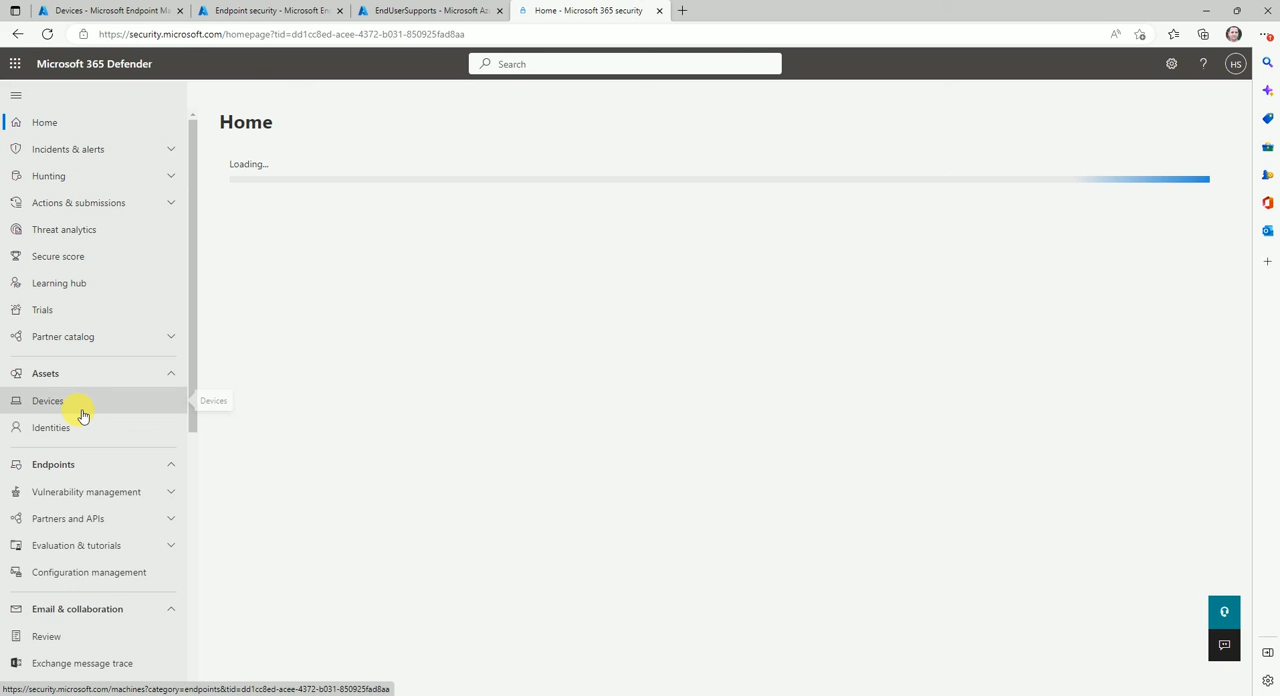 Devices - Microsoft Endpoint Ma
Endpoint security - Microsoft En
EndUserSupports - Microsoft Az
Home - Microsoft 365 security
https://security.microsoft.com/homepage?tid=dd1cc8ed-acee-4372-b031-850925fad8aa
Microsoft 365 Defender
Search
HS
Home
Incidents & alerts
Hunting
Actions & submissions
Threat analytics
Secure score
Learning hub
Trials
Partner catalog
Assets
Devices
Identities
Endpoints
Vulnerability management
Partners and APIs
Evaluation & tutorials
Configuration management
Email & collaboration
Review
Exchange message trace
Home
Loading...
Devices
https://security.microsoft.com/machines?category=endpoints&tid=dd1cc8ed-acee-4372-b031-850925fad8aa